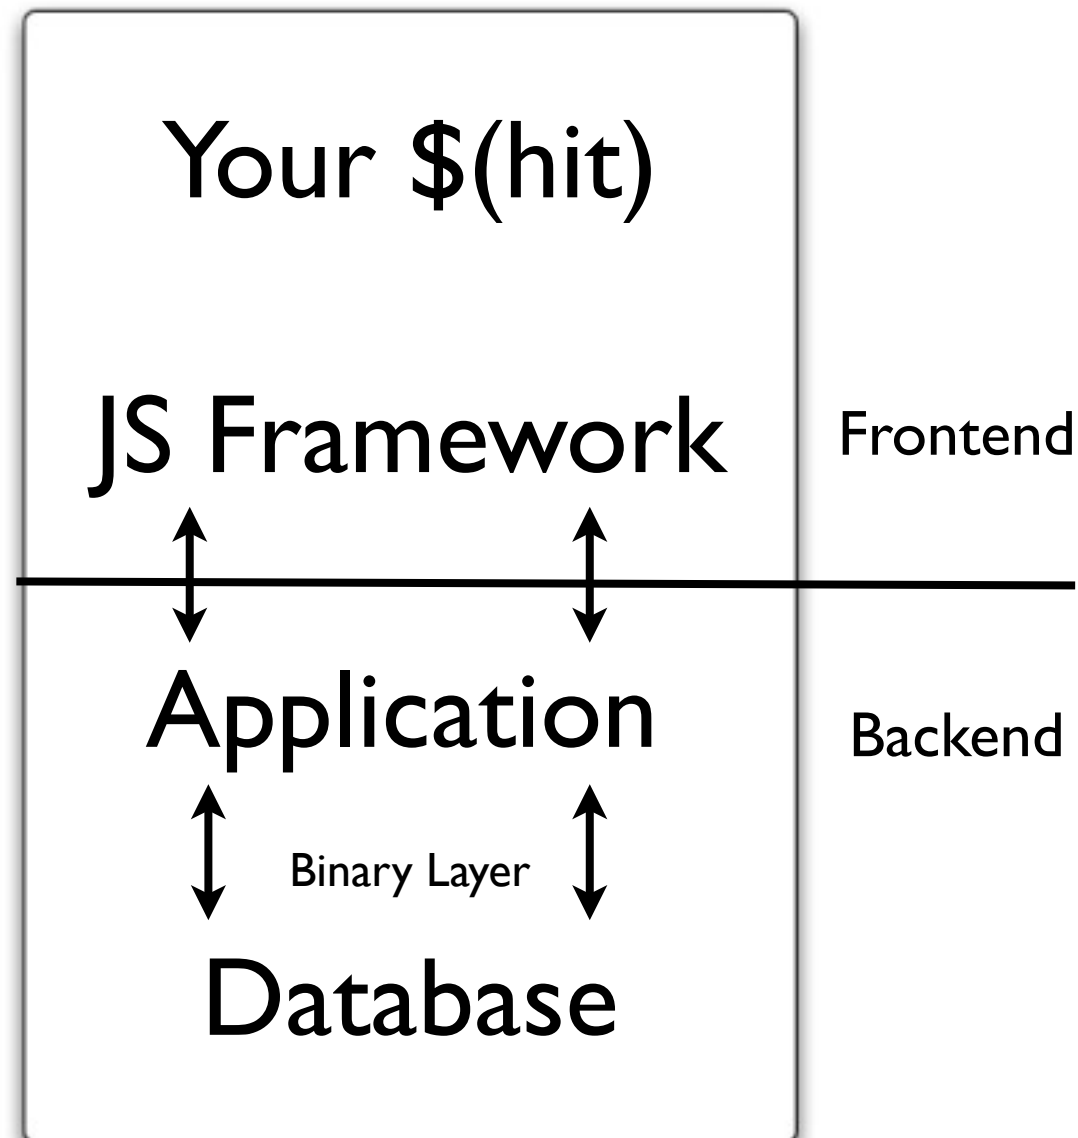 Your $(hit)
JS Framework
Frontend
Application
Backend
Binary Layer
Database